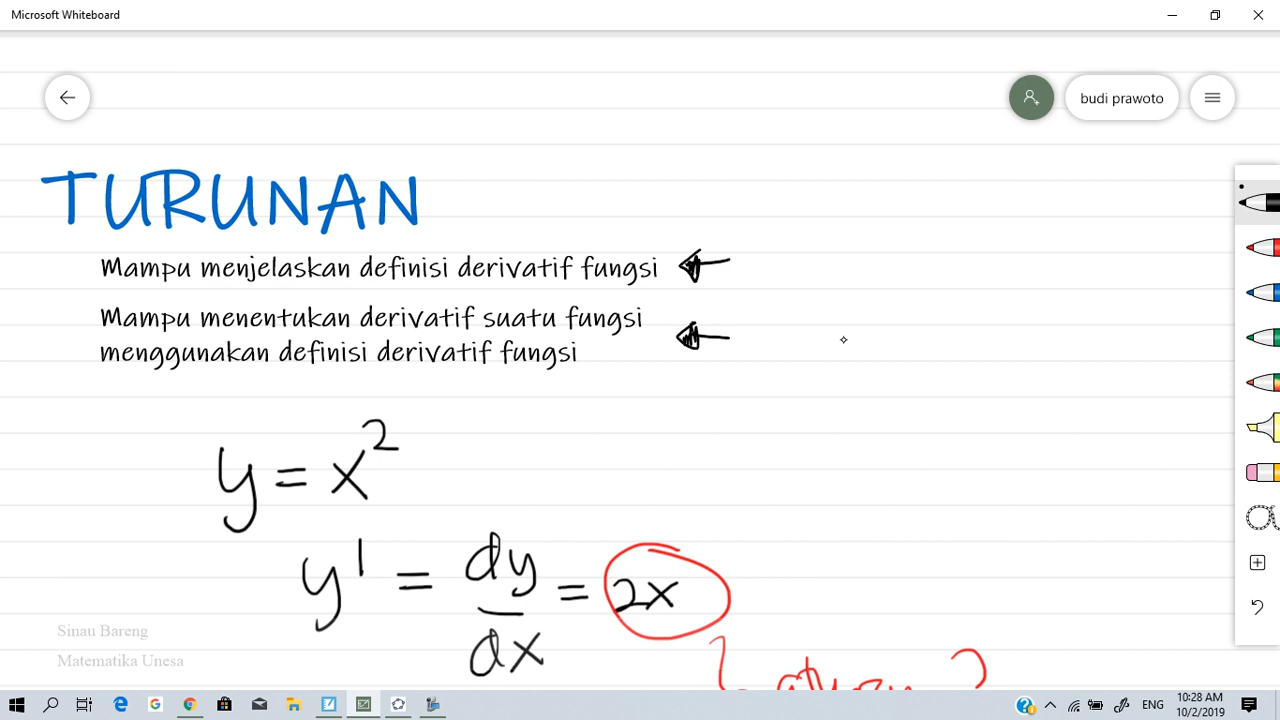 Microsoft Whiteboard
budi prawoto
TURUNAN
Mampu menjelaskan definisi derivatif fungsi
Mampu menentukan derivatif suatu fungsi
menggunakan definisi derivatif fungsi
y = x²
y' = dy/dx = 2x
Sinau Bareng
Matematika Unesa
ENG
10:28 AM
10/2/2019